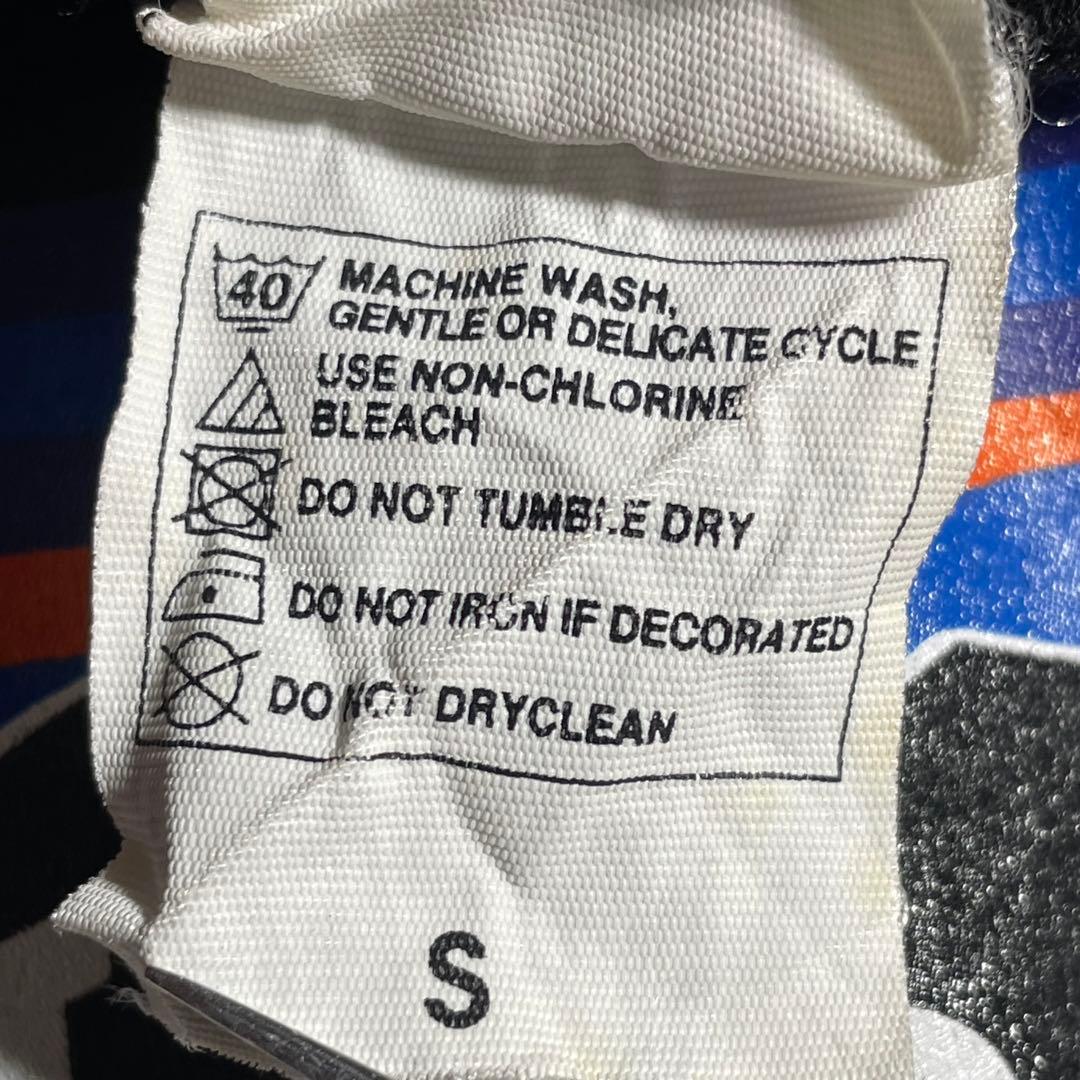 40 MACHINE WASH,
GENTLE OR DELICATE CYCLE
USE NON-CHLORINE
BLEACH
DO NOT TUMBLE DRY
DO NOT IRON IF DECORATED
DO NOT DRYCLEAN
S